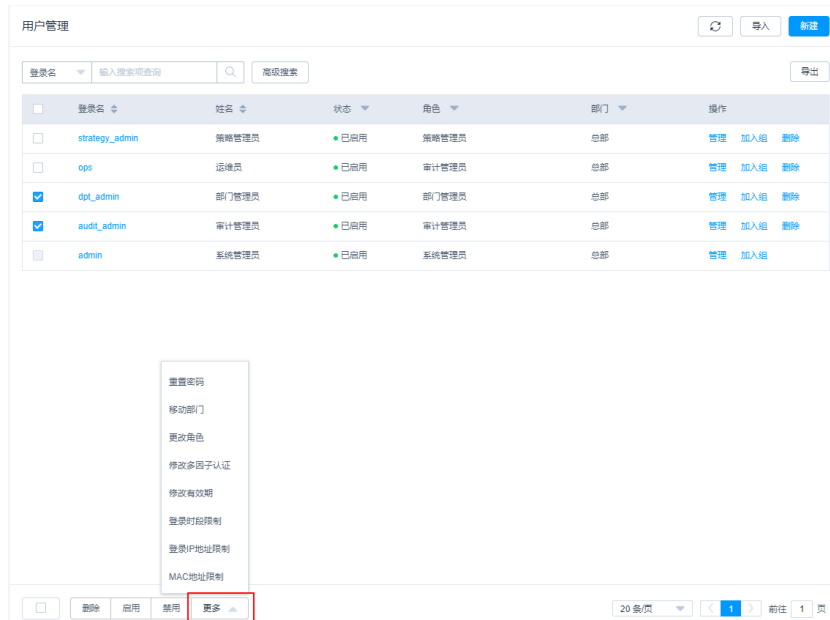 用户管理
导入
新建
登录名
输入搜索项查询
高级搜索
导出
登录名 姓名 状态 角色 部门 操作
strategy_admin 策略管理员 已启用 策略管理员 总部 管理 加入组 删除
ops 运维员 已启用 审计管理员 总部 管理 加入组 删除
dpt_admin 部门管理员 已启用 部门管理员 总部 管理 加入组 删除
audit_admin 审计管理员 已启用 审计管理员 总部 管理 加入组 删除
admin 系统管理员 已启用 系统管理员 总部 管理 加入组
重置密码
移动部门
更改角色
修改多因子认证
修改有效期
登录时段限制
登录IP地址限制
MAC地址限制
删除 启用 禁用 更多 20 条/页 1 前往 1 页